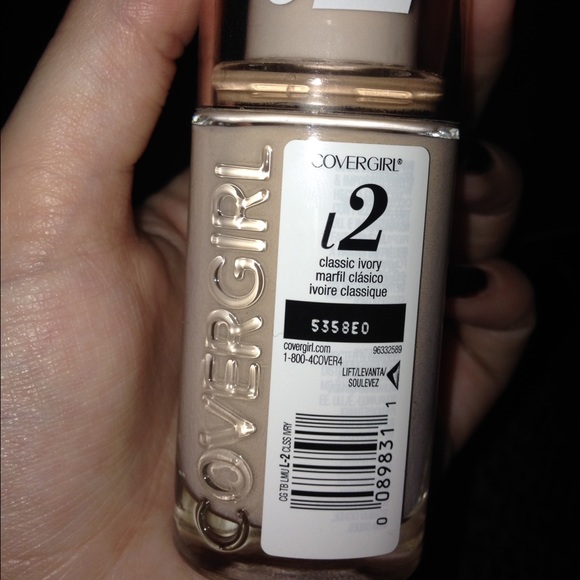 COVERGIRL
COVERGIRL®
L2
classic ivory
marfil clásico
ivoire classique
5358E0
covergirl.com 96332589
1-800-4COVER4
LIFT/LEVANTA/
SOULEVEZ
CG TB LMU L-2 CLSS IVRY
0 089831 1